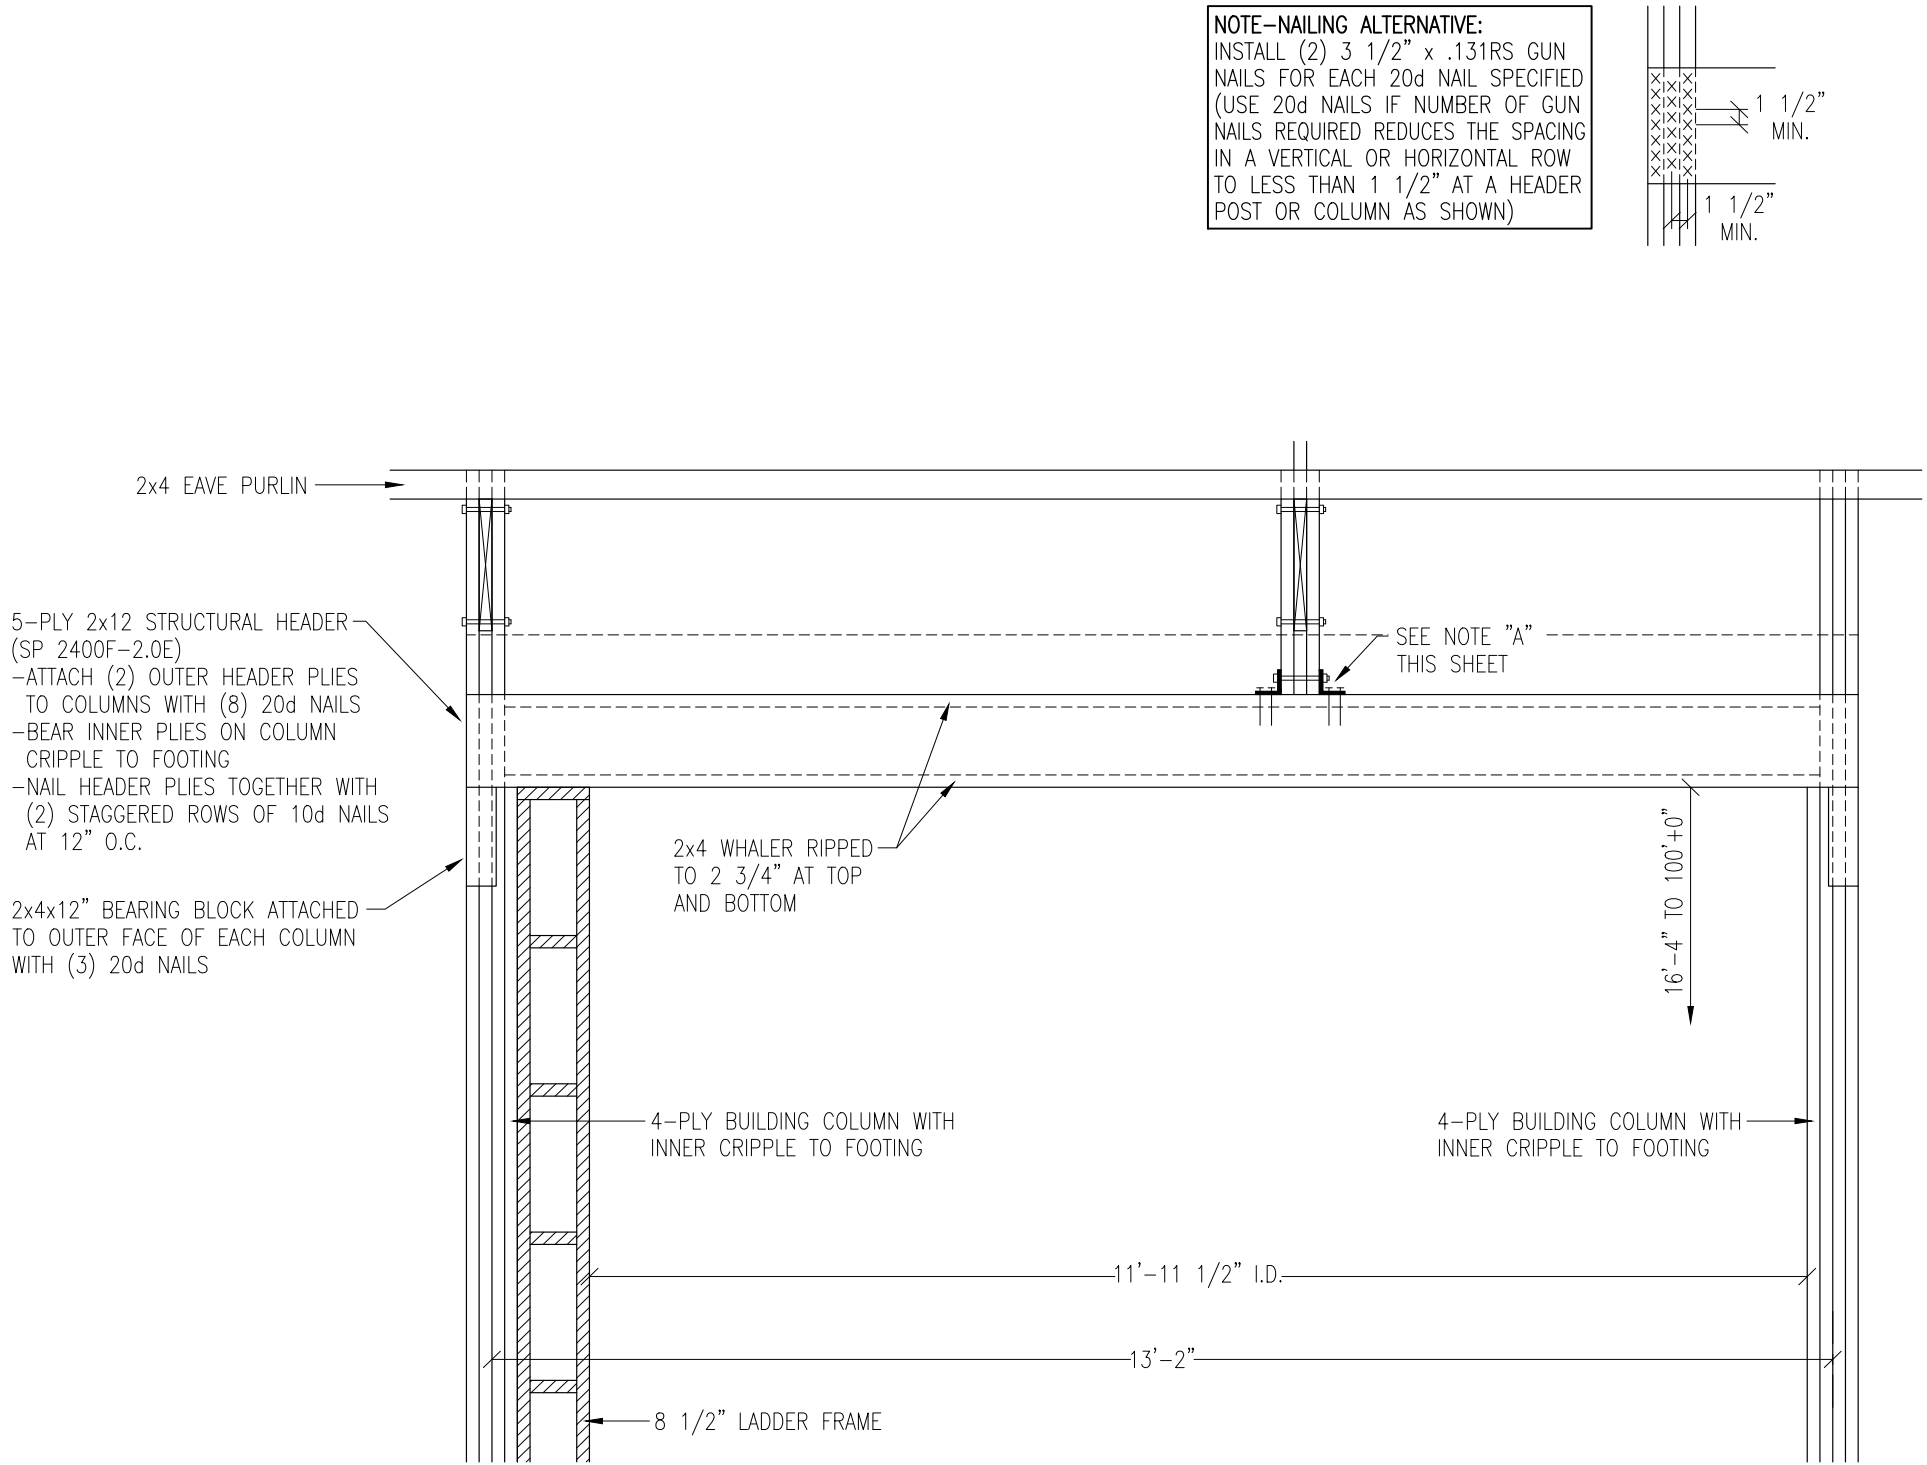 NOTE-NAILING ALTERNATIVE:
INSTALL (2) 3 1/2" x .131RS GUN
NAILS FOR EACH 20d NAIL SPECIFIED
(USE 20d NAILS IF NUMBER OF GUN
NAILS REQUIRED REDUCES THE SPACING
IN A VERTICAL OR HORIZONTAL ROW
TO LESS THAN 1 1/2" AT A HEADER
POST OR COLUMN AS SHOWN)
1 1/2"
MIN.
1 1/2"
MIN.
2x4 EAVE PURLIN
5-PLY 2x12 STRUCTURAL HEADER
(SP 2400F-2.0E)
-ATTACH (2) OUTER HEADER PLIES
TO COLUMNS WITH (8) 20d NAILS
-BEAR INNER PLIES ON COLUMN
CRIPPLE TO FOOTING
-NAIL HEADER PLIES TOGETHER WITH
(2) STAGGERED ROWS OF 10d NAILS
AT 12" O.C.
SEE NOTE "A"
THIS SHEET
2x4 WHALER RIPPED
TO 2 3/4" AT TOP
AND BOTTOM
16'-4" TO 100'+0"
2x4x12" BEARING BLOCK ATTACHED
TO OUTER FACE OF EACH COLUMN
WITH (3) 20d NAILS
4-PLY BUILDING COLUMN WITH
INNER CRIPPLE TO FOOTING
4-PLY BUILDING COLUMN WITH
INNER CRIPPLE TO FOOTING
11'-11 1/2" I.D.
13'-2"
8 1/2" LADDER FRAME